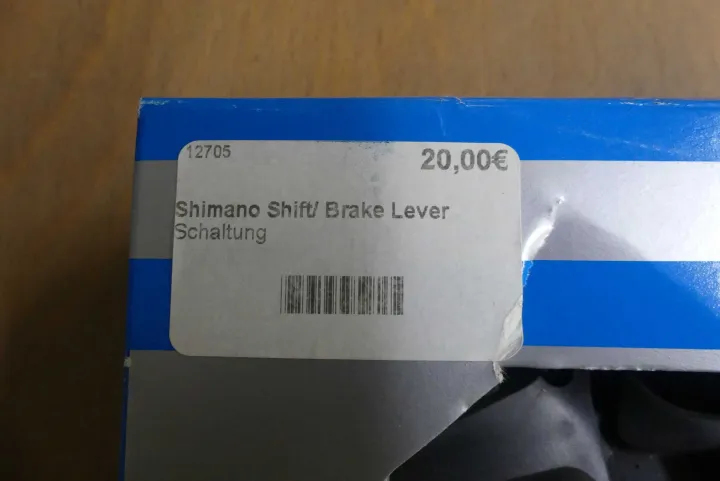 12705
20,00€
Shimano Shift/ Brake Lever
Schaltung